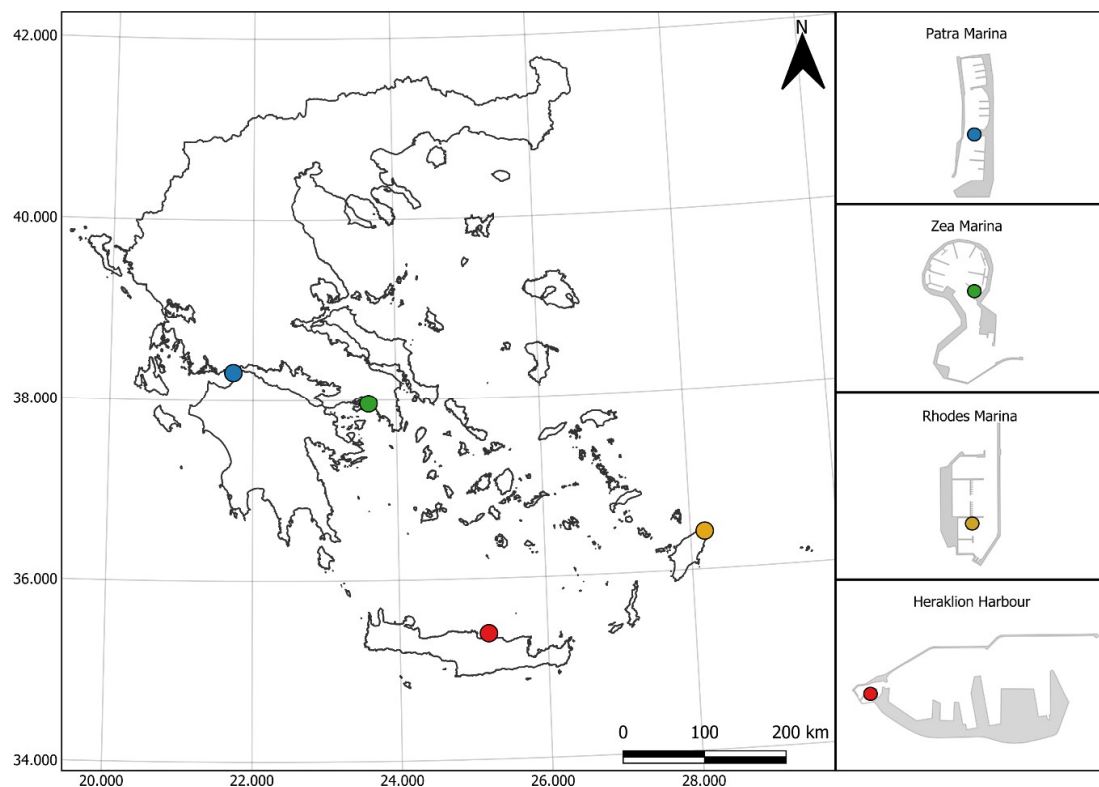 42.000
40.000
38.000
36.000
34.000
20.000 22.000 24.000 26.000 28.000
N
0 100 200 km
Patra Marina
Zea Marina
Rhodes Marina
Heraklion Harbour